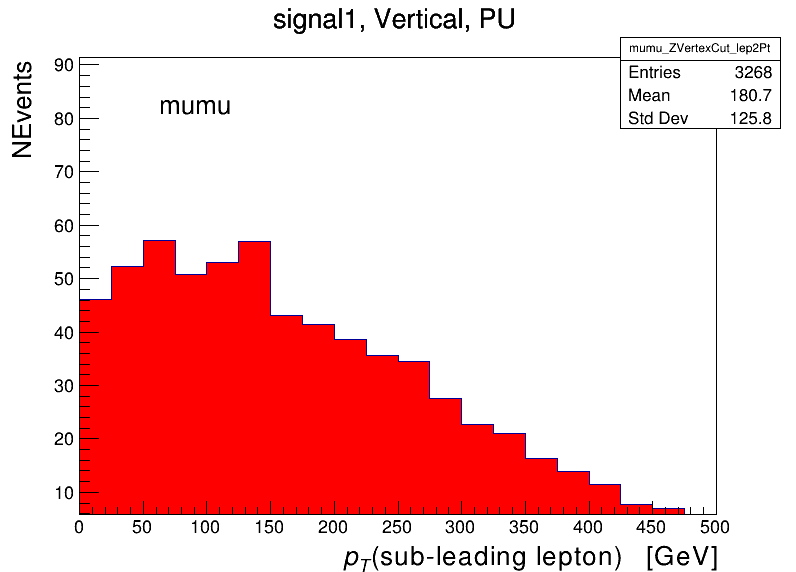 signal1, Vertical, PU
mumu_ZVertexCut_lep2Pt
Entries 3268
Mean 180.7
Std Dev 125.8
NEvents
mumu
90
80
70
60
50
40
30
20
10
0 50 100 150 200 250 300 350 400 450 500
p_T(sub-leading lepton) [GeV]